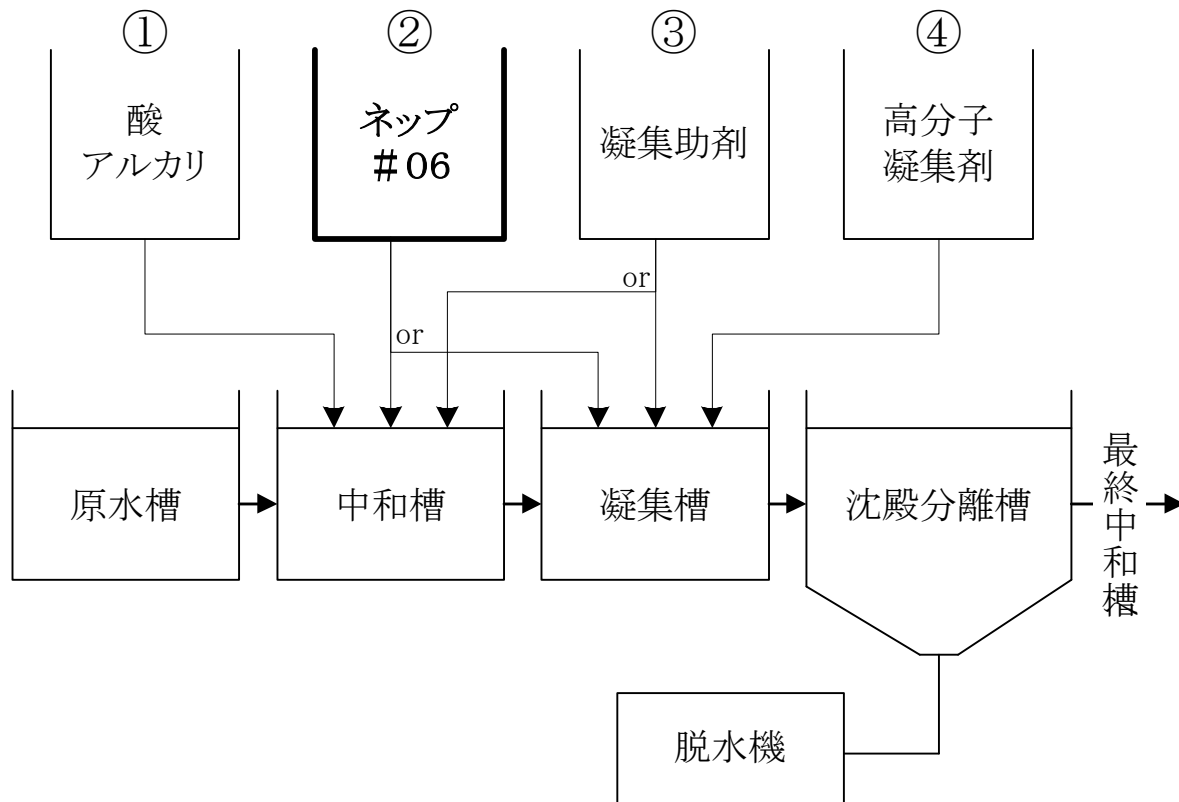 ①
②
③
④
酸
アルカリ
ネップ
＃06
凝集助剤
高分子
凝集剤
or
or
原水槽
中和槽
凝集槽
沈殿分離槽
最終中和槽
脱水機